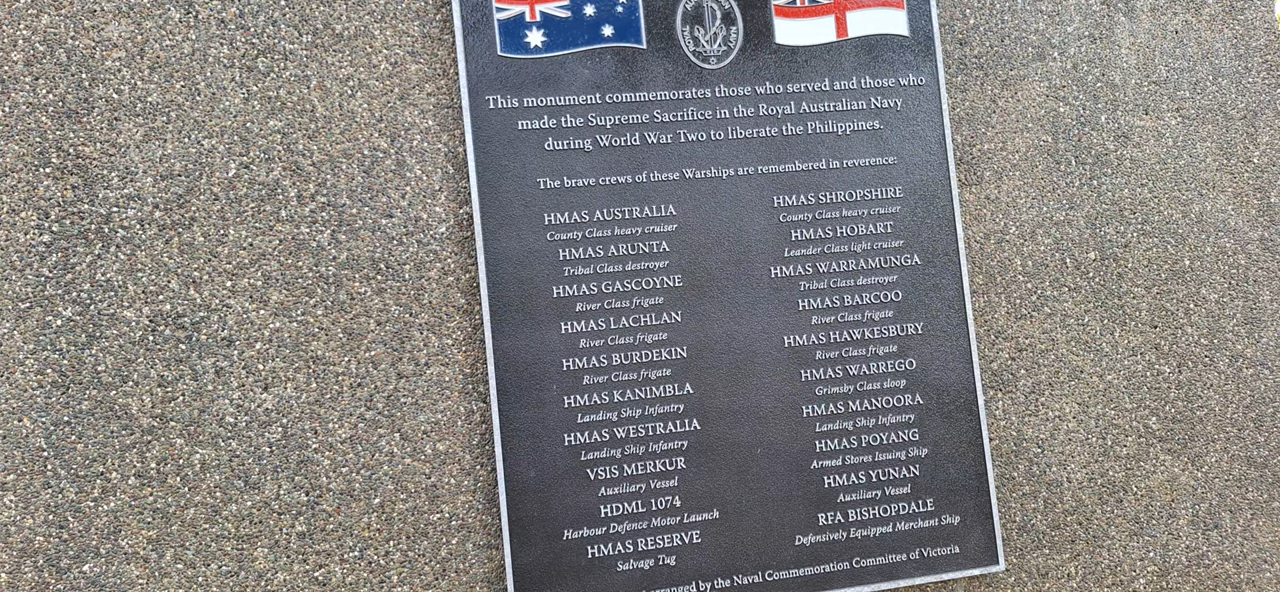 ROYAL
NAVY
This monument commemorates those who served and those who
made the Supreme Sacrifice in the Royal Australian Navy
during World War Two to liberate the Philippines.
The brave crews of these Warships are remembered in reverence:
HMAS AUSTRALIA
County Class heavy cruiser
HMAS ARUNTA
Tribal Class destroyer
HMAS GASCOYNE
River Class frigate
HMAS LACHLAN
River Class frigate
HMAS BURDEKIN
River Class frigate
HMAS KANIMBLA
Landing Ship Infantry
HMAS WESTRALIA
Landing Ship Infantry
VSIS MERKUR
Auxiliary Vessel
HDML 1074
Harbour Defence Motor Launch
HMAS RESERVE
Salvage Tug
HMAS SHROPSHIRE
County Class heavy cruiser
HMAS HOBART
Leander Class light cruiser
HMAS WARRAMUNGA
Tribal Class destroyer
HMAS BARCOO
River Class frigate
HMAS HAWKESBURY
River Class frigate
HMAS WARREGO
Grimsby Class sloop
HMAS MANOORA
Landing Ship Infantry
HMAS POYANG
Armed Stores Issuing Ship
HMAS YUNAN
Auxiliary Vessel
RFA BISHOPDALE
Defensively Equipped Merchant Ship
arranged by the Naval Commemoration Committee of Victoria